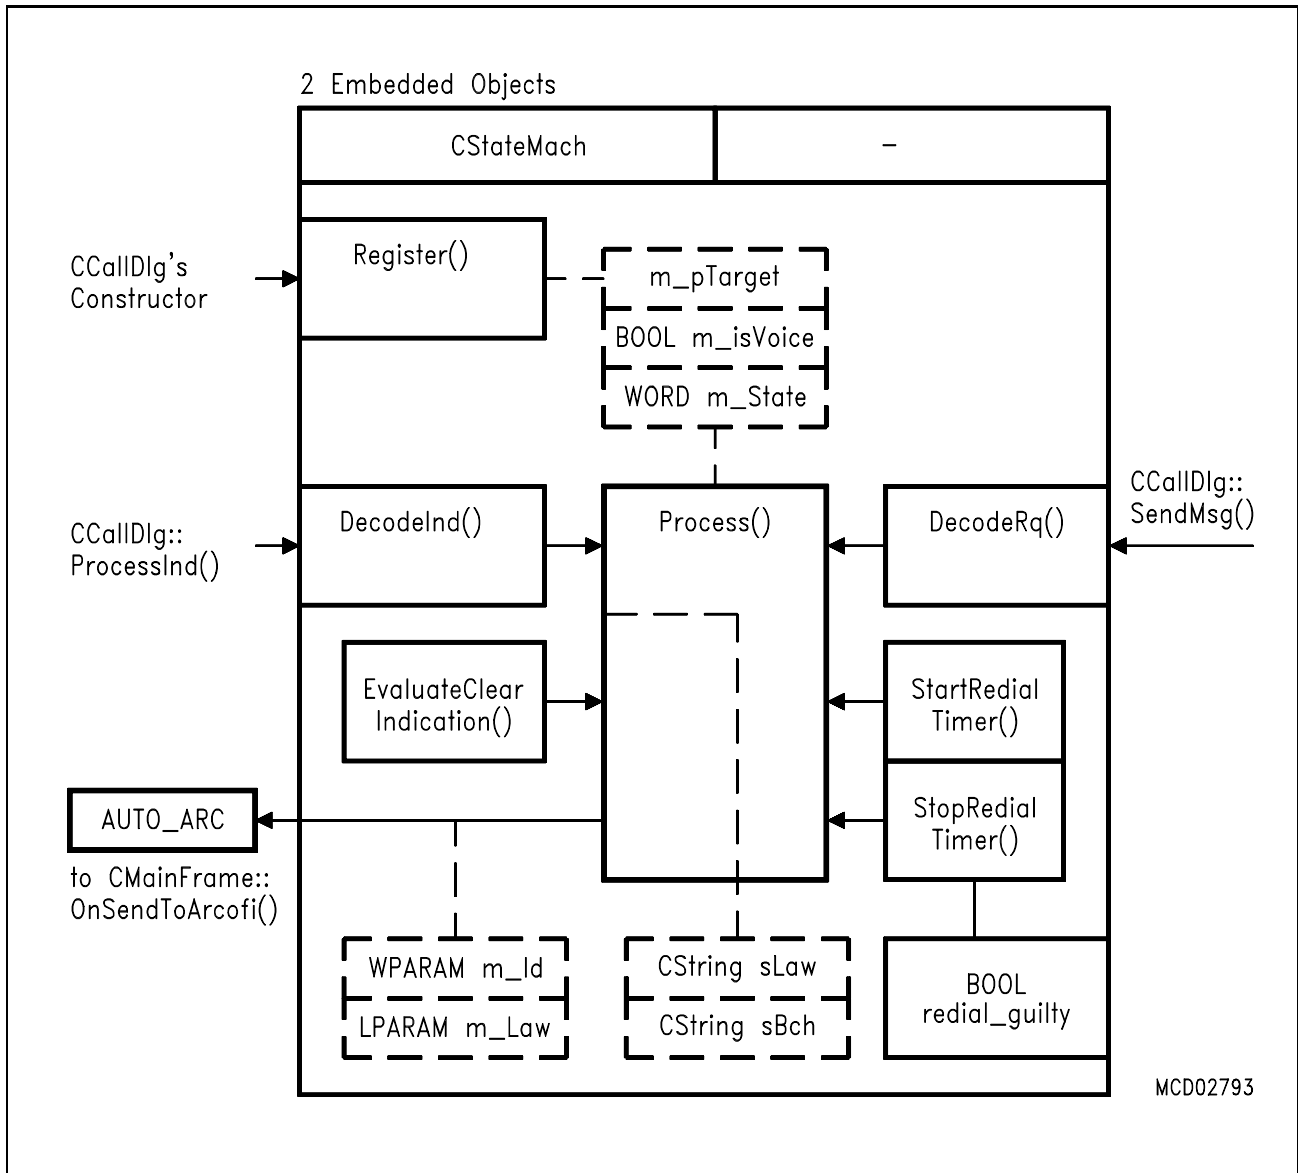 2 Embedded Objects
CStateMach
–
CCallDlg's
Constructor
Register()
m_pTarget
BOOL m_isVoice
WORD m_State
CCallDlg::
ProcessInd()
DecodeInd()
Process()
DecodeRq()
CCallDlg::
SendMsg()
EvaluateClear
Indication()
StartRedial
Timer()
AUTO_ARC
StopRedial
Timer()
to CMainFrame::
OnSendToArcofi()
WPARAM m_Id
LPARAM m_Law
CString sLaw
CString sBch
BOOL
redial_guilty
MCD02793